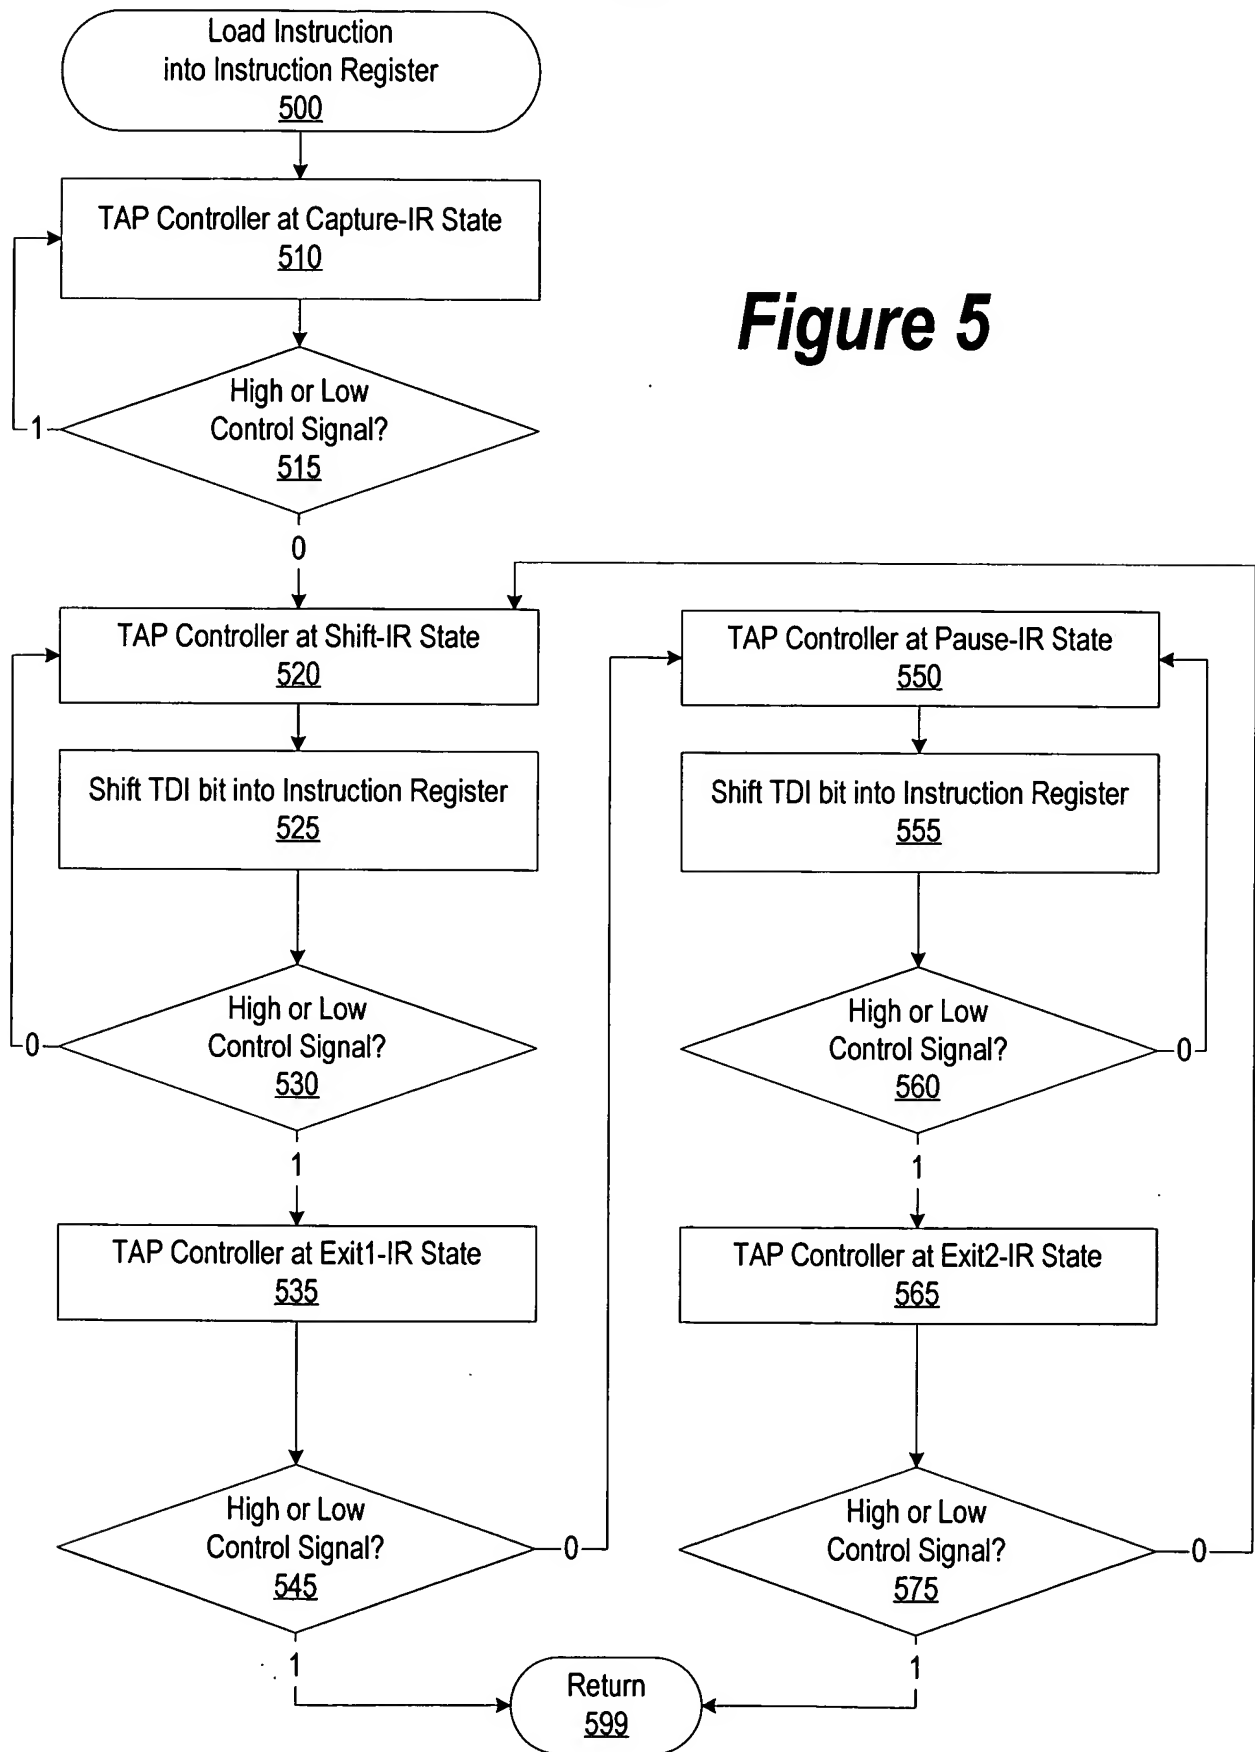 Load Instruction
into Instruction Register
500
TAP Controller at Capture-IR State
510
Figure 5
High or Low
Control Signal?
515
1
0
TAP Controller at Shift-IR State
520
Shift TDI bit into Instruction Register
525
High or Low
Control Signal?
530
0
1
TAP Controller at Exit1-IR State
535
High or Low
Control Signal?
545
0
1
TAP Controller at Pause-IR State
550
Shift TDI bit into Instruction Register
555
High or Low
Control Signal?
560
0
1
TAP Controller at Exit2-IR State
565
High or Low
Control Signal?
575
0
1
Return
599